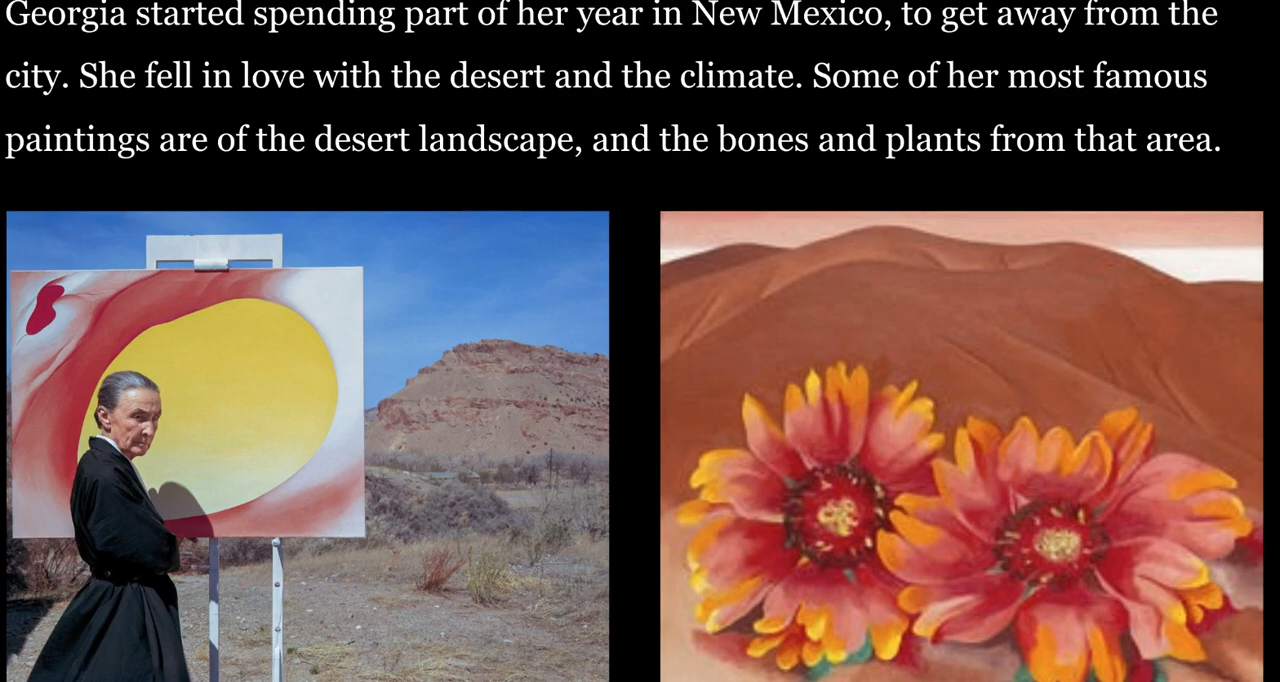 Georgia started spending part of her year in New Mexico, to get away from the
city. She fell in love with the desert and the climate. Some of her most famous
paintings are of the desert landscape, and the bones and plants from that area.